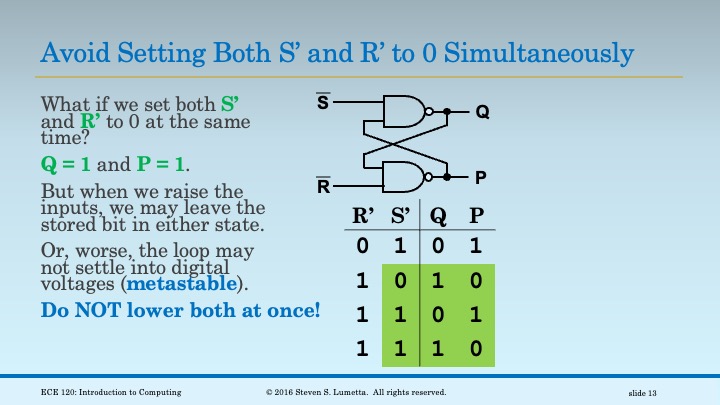 Avoid Setting Both S’ and R’ to 0 Simultaneously
What if we set both S’
and R’ to 0 at the same
time?
Q = 1 and P = 1.
But when we raise the
inputs, we may leave the
stored bit in either state.
Or, worse, the loop may
not settle into digital
voltages (metastable).
Do NOT lower both at once!
S̅
Q
R̅
P
R’ S’ Q P
0 1 0 1
1 0 1 0
1 1 0 1
1 1 1 0
ECE 120: Introduction to Computing
© 2016 Steven S. Lumetta. All rights reserved.
slide 13